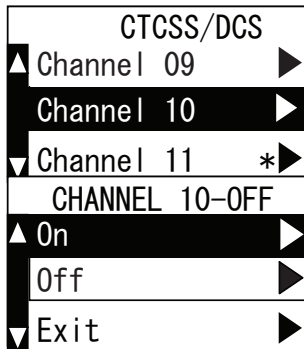 CTCSS/DCS
Channel 09
Channel 10
Channel 11 *
CHANNEL 10-OFF
On
Off
Exit